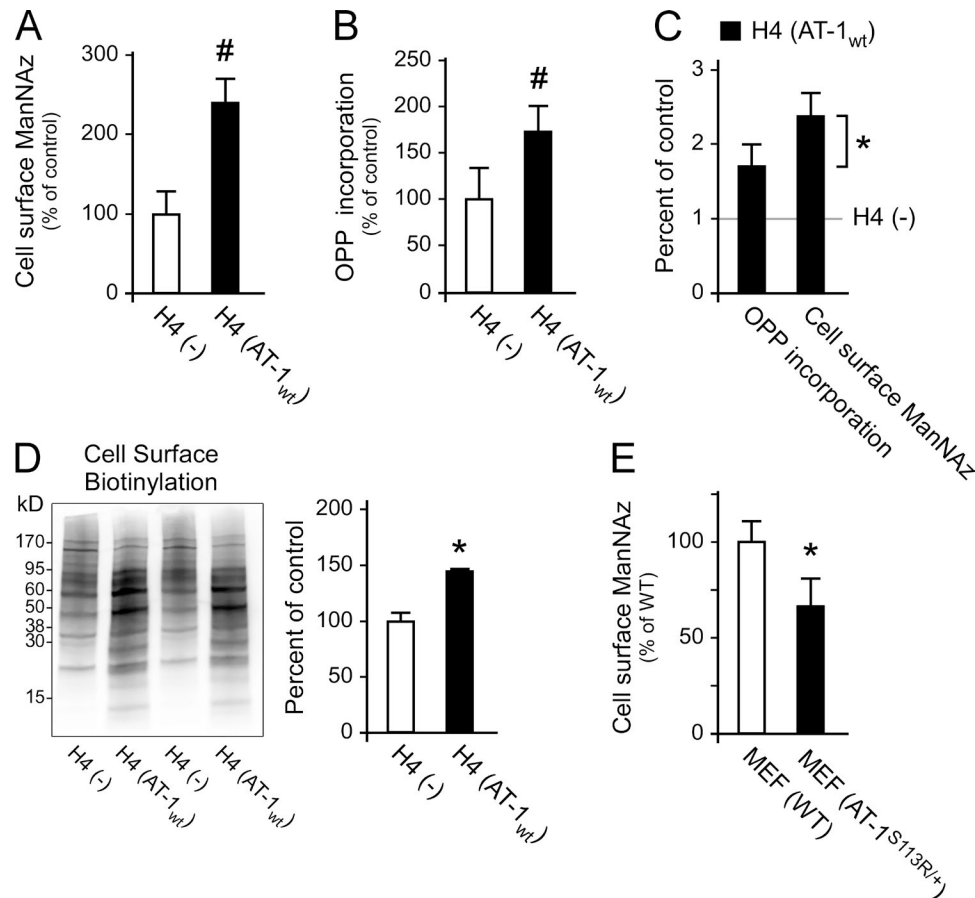 A
Cell surface ManNAz
(% of control)
300
200
100
0
#
H4 (-)
H4 (AT-1wt)
B
OPP incorporation
(% of control)
250
200
150
100
50
0
#
H4 (-)
H4 (AT-1wt)
C
H4 (AT-1wt)
Percent of control
3
2
1
0
*
H4 (-)
OPP incorporation
Cell surface ManNAz
D
Cell Surface
Biotinylation
kD
170
95
60
50
38
30
15
H4 (-)
H4 (AT-1wt)
H4 (-)
H4 (AT-1wt)
Percent of control
200
150
100
50
0
*
H4 (-)
H4 (AT-1wt)
E
Cell surface ManNAz
(% of WT)
100
50
0
*
MEF (WT)
MEF (AT-1S113R/+)